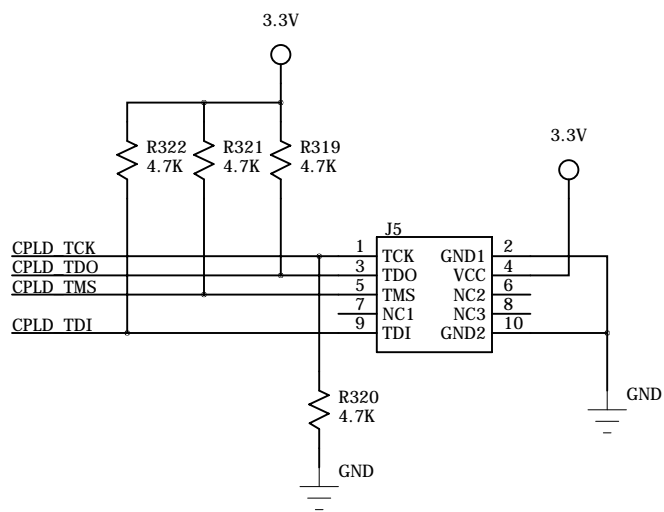 3.3V
R322
4.7K
R321
4.7K
R319
4.7K
3.3V
J5
CPLD_TCK
1
TCK
GND1
2
CPLD_TDO
3
TDO
VCC
4
CPLD_TMS
5
TMS
NC2
6
7
NC1
NC3
8
CPLD_TDI
9
TDI
GND2
10
R320
4.7K
GND
GND